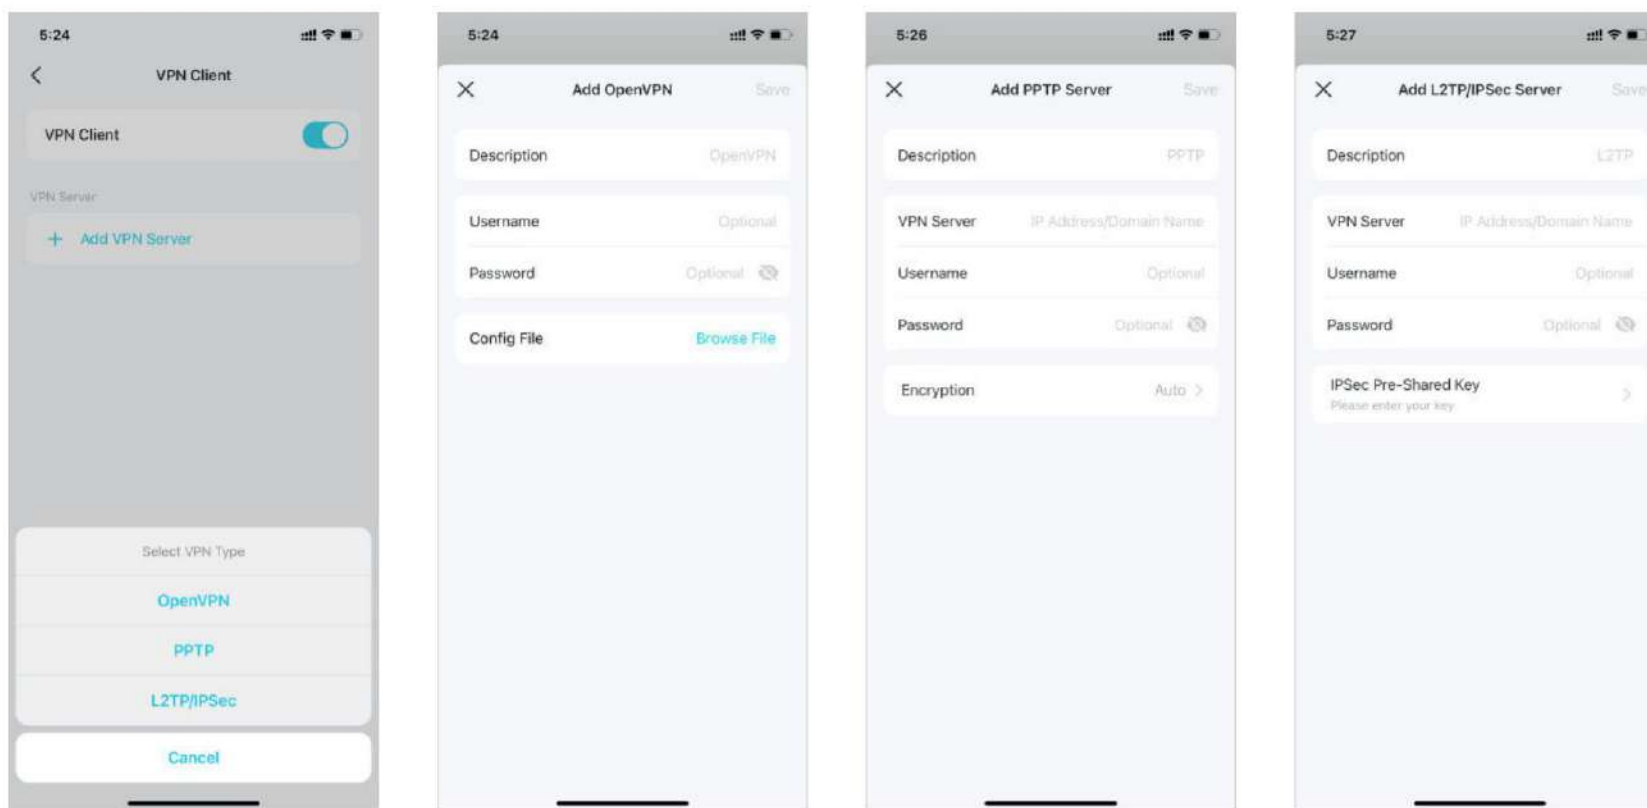 5:24
VPN Client
VPN Client
VPN Server
+ Add VPN Server
Select VPN Type
OpenVPN
PPTP
L2TP/IPSec
Cancel
5:24
Add OpenVPN Save
Description OpenVPN
Username Optional
Password Optional
Config File Browse File
5:26
Add PPTP Server Save
Description PPTP
VPN Server IP Address/Domain Name
Username Optional
Password Optional
Encryption Auto >
5:27
Add L2TP/IPSec Server Save
Description L2TP
VPN Server IP Address/Domain Name
Username Optional
Password Optional
IPSec Pre-Shared Key >
Please enter your key